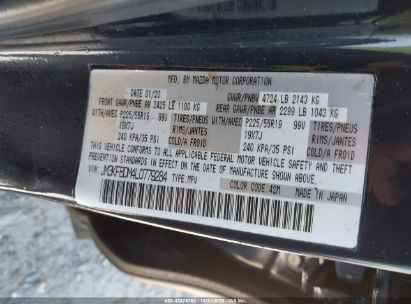 MFD. BY MAZDA MOTOR CORPORATION
DATE 01/20
GVWR/PNBV 4724 LB 2143 KG
FRONT GAWR/PNBE AV 2425 LB 1100 KG
REAR GAWR/PNBE AR 2299 LB 1043 KG
WITH/AVEC P225/55R19 99V TIRES/PNEUS
WITH/AVEC P225/55R19 99V TIRES/PNEUS
19X7J RIMS/JANTES
19X7J RIMS/JANTES
250 KPA/35 PSI COLD/A FROID
250 KPA/35 PSI COLD/A FROID
THIS VEHICLE CONFORMS TO ALL APPLICABLE FEDERAL MOTOR VEHICLE SAFETY
AND THEFT PREVENTION STANDARDS IN EFFECT
ON THE DATE OF MANUFACTURE SHOWN ABOVE.
VIN: TYPE:MPV
COLOR CODE:42M
MADE IN JAPAN